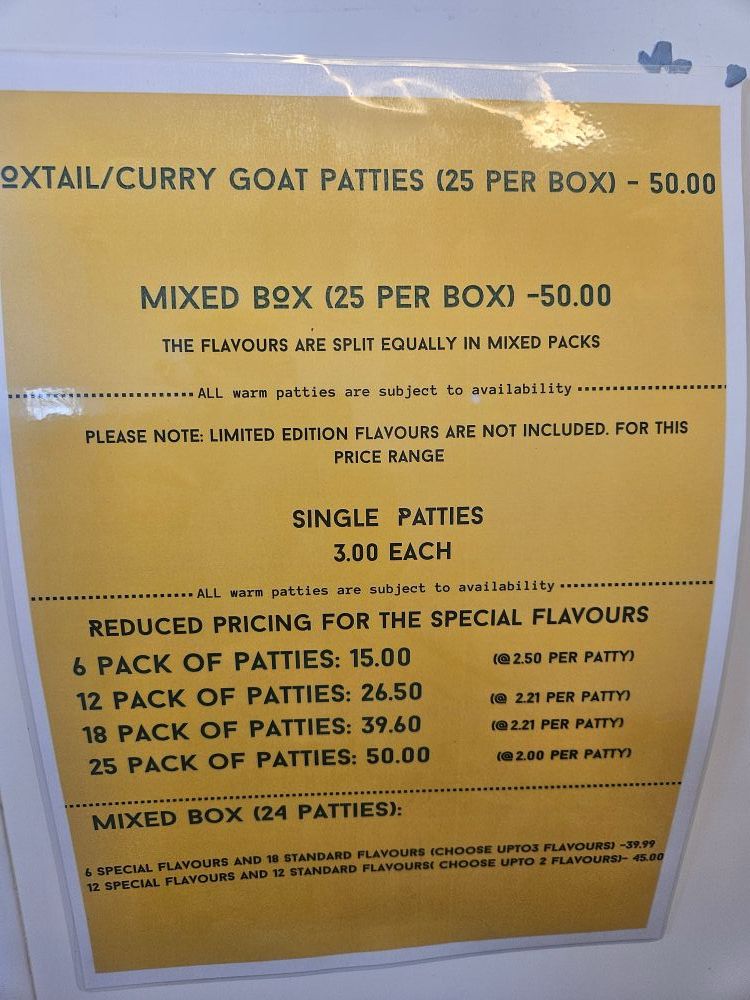 OXTAIL/CURRY GOAT PATTIES (25 PER BOX) - 50.00
MIXED BOX (25 PER BOX) -50.00
THE FLAVOURS ARE SPLIT EQUALLY IN MIXED PACKS
ALL warm patties are subject to availability
PLEASE NOTE: LIMITED EDITION FLAVOURS ARE NOT INCLUDED. FOR THIS
PRICE RANGE
SINGLE PATTIES
3.00 EACH
ALL warm patties are subject to availability
REDUCED PRICING FOR THE SPECIAL FLAVOURS
6 PACK OF PATTIES: 15.00 (@2.50 PER PATTY)
12 PACK OF PATTIES: 26.50 (@ 2.21 PER PATTY)
18 PACK OF PATTIES: 39.60 (@2.21 PER PATTY)
25 PACK OF PATTIES: 50.00 (@2.00 PER PATTY)
MIXED BOX (24 PATTIES):
6 SPECIAL FLAVOURS AND 18 STANDARD FLAVOURS (CHOOSE UPTO3 FLAVOURS) -39.99
12 SPECIAL FLAVOURS AND 12 STANDARD FLAVOURS( CHOOSE UPTO 2 FLAVOURS)- 45.00